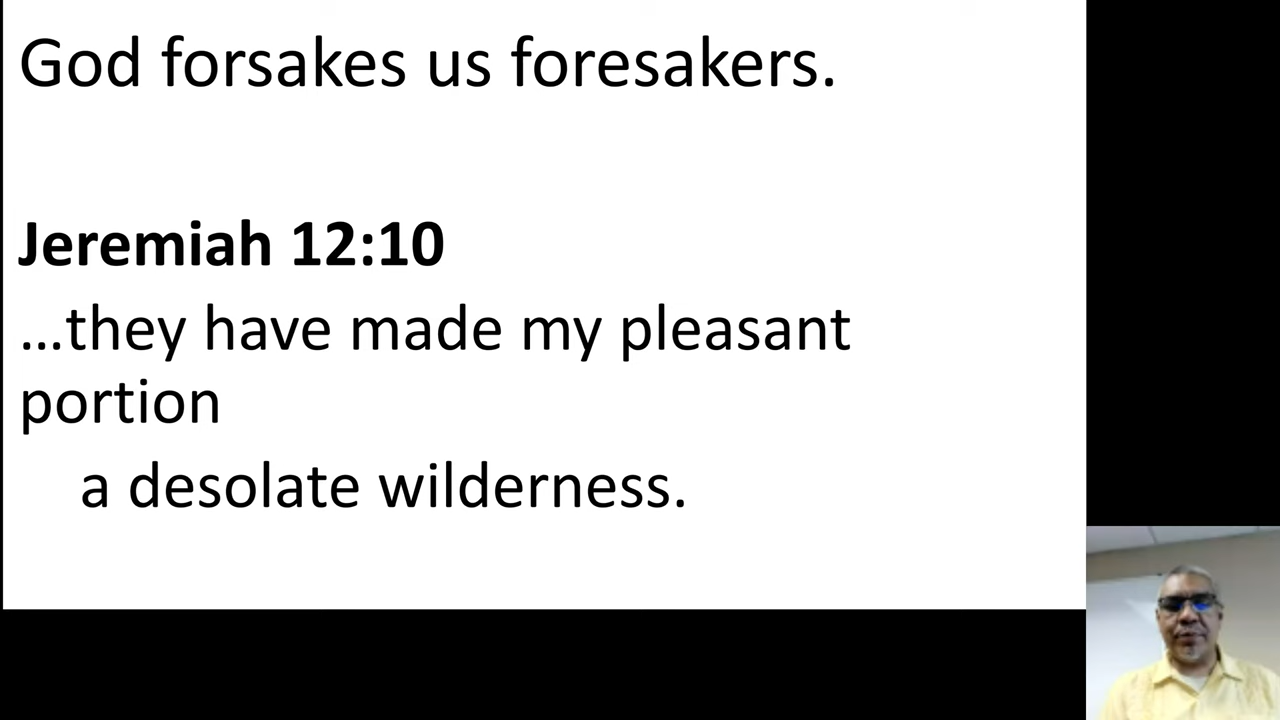 God forsakes us foresakers.
Jeremiah 12:10
...they have made my pleasant
portion
a desolate wilderness.